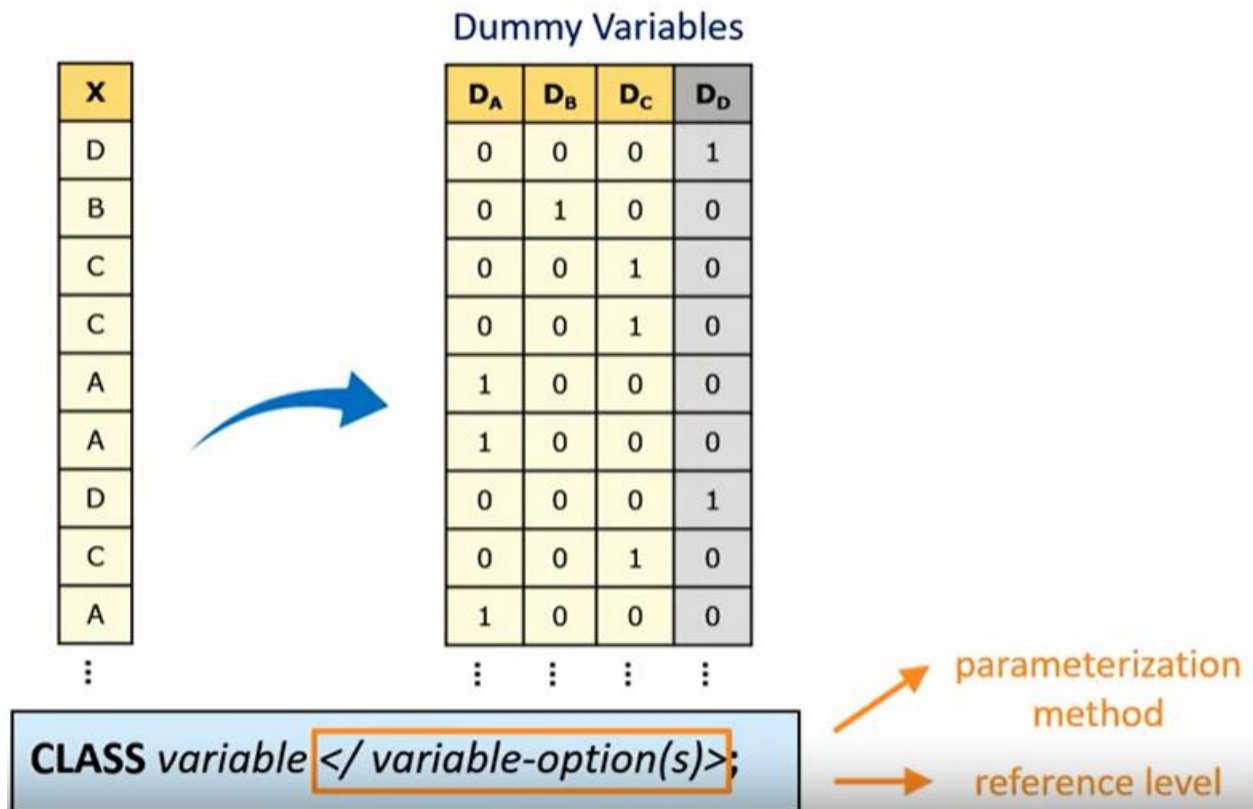 Dummy Variables
X
D
B
C
C
A
A
D
C
A
⋮
D_A D_B D_C D_D
0 0 0 1
0 1 0 0
0 0 1 0
0 0 1 0
1 0 0 0
1 0 0 0
0 0 0 1
0 0 1 0
1 0 0 0
⋮ ⋮ ⋮ ⋮
CLASS variable </ variable-option(s)>;
parameterization
method
reference level